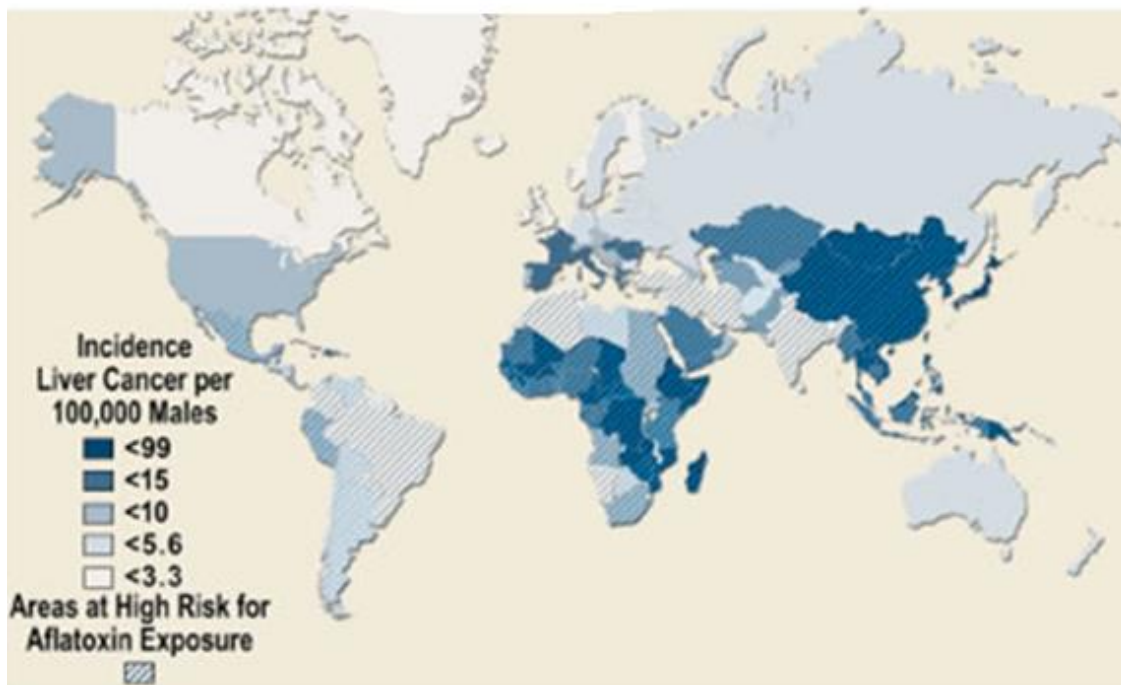 Incidence
Liver Cancer per
100,000 Males
<99
<15
<10
<5.6
<3.3
Areas at High Risk for
Aflatoxin Exposure